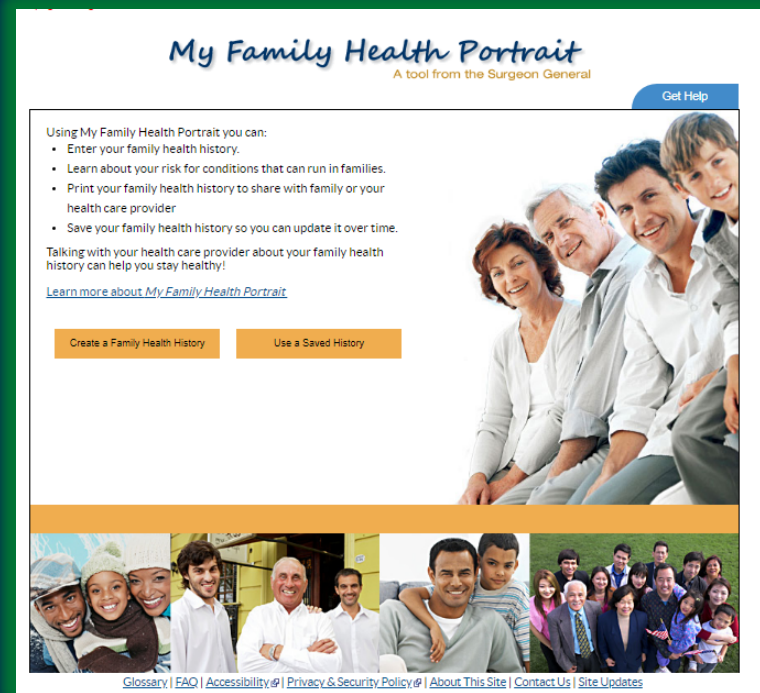 My Family Health Portrait
A tool from the Surgeon General
Get Help
Using My Family Health Portrait you can:
▪ Enter your family health history.
▪ Learn about your risk for conditions that can run in families.
▪ Print your family health history to share with family or your
health care provider
▪ Save your family health history so you can update it over time.
Talking with your health care provider about your family health
history can help you stay healthy!
Learn more about My Family Health Portrait
Create a Family Health History
Use a Saved History
Glossary | FAQ | Accessibility | Privacy & Security Policy | About This Site | Contact Us | Site Updates